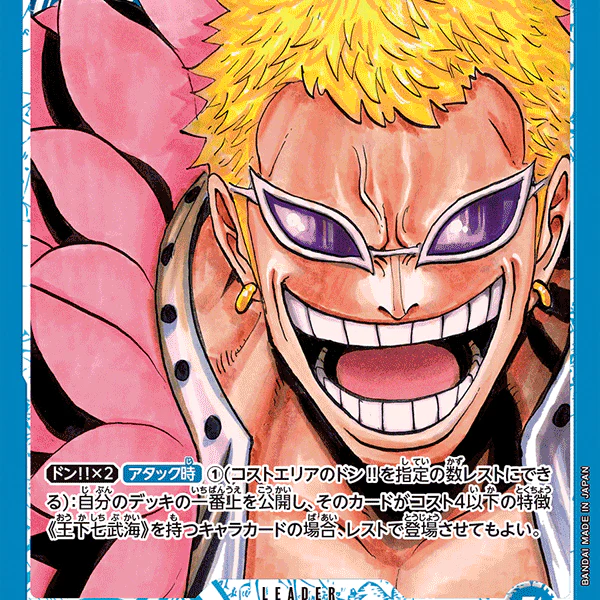 ドン!!×2 アタック時 ①(コストエリアのドン!!を指定の数レストにでき
る):自分のデッキの一番上を公開し、そのカードがコスト4以下の特徴
《王下七武海》を持つキャラカードの場合、レストで登場させてもよい。
LEADER
BANDAI MADE IN JAPAN